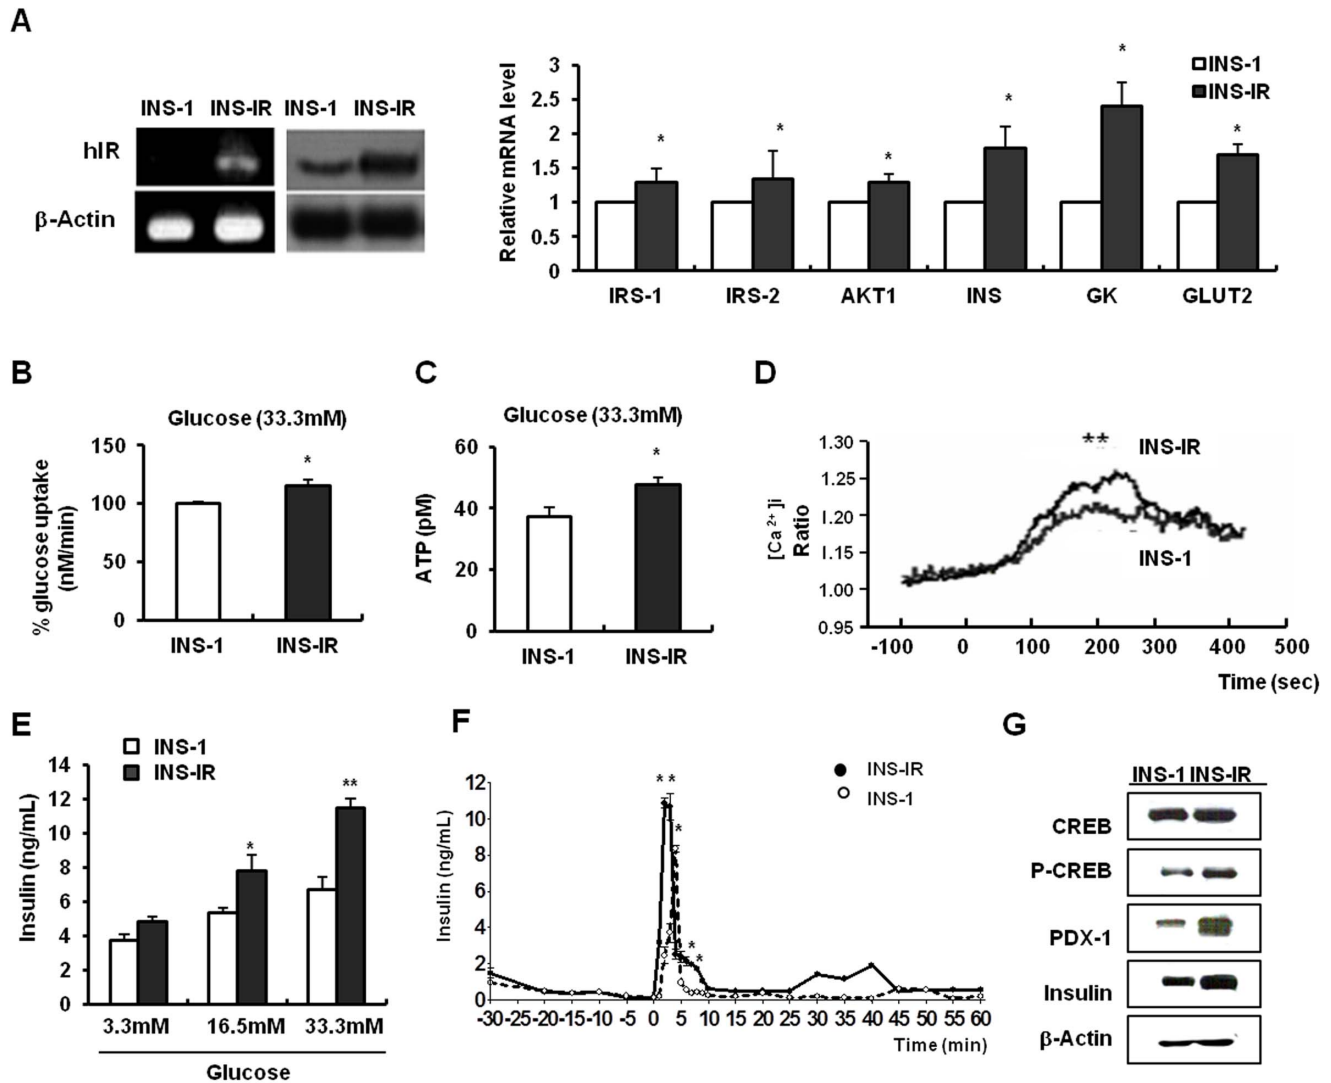 A
INS-1 INS-IR INS-1 INS-IR
hIR
β-Actin
Relative mRNA level
3
2.5
2
1.5
1
0.5
0
* * * * * *
INS-1
INS-IR
IRS-1 IRS-2 AKT1 INS GK GLUT2
B
Glucose (33.3mM)
% glucose uptake
(nM/min)
150
100
50
0
*
INS-1 INS-IR
C
Glucose (33.3mM)
ATP (pM)
60
40
20
0
*
INS-1 INS-IR
D
[Ca 2+ ]i
Ratio
1.30
1.25
1.20
1.15
1.00
0.95
**
INS-IR
INS-1
-100 0 100 200 300 400 500
Time (sec)
E
INS-1
INS-IR
Insulin (ng/mL)
14
12
10
8
6
4
2
0
* **
3.3mM 16.5mM 33.3mM
Glucose
F
INS-IR
INS-1
Insulin (ng/mL)
12
10
8
6
4
2
0
* *
*
* *
-30 -25 -20 -15 -10 -5 0 5 10 15 20 25 30 35 40 45 50 55 60
Time (min)
G
INS-1 INS-IR
CREB
P-CREB
PDX-1
Insulin
β-Actin